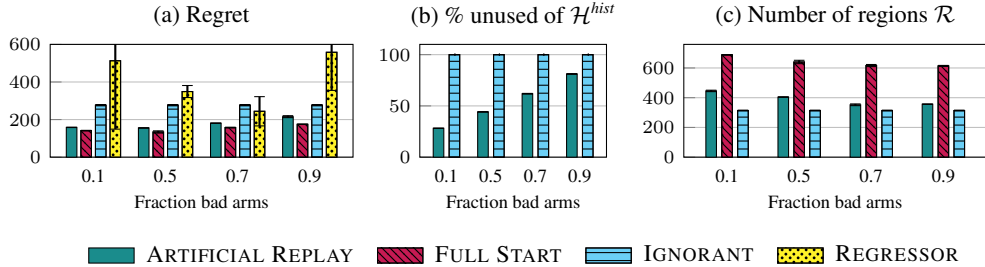 (a) Regret
(b) % unused of ℋ^hist
(c) Number of regions ℛ
600
400
200
0
0.1 0.5 0.7 0.9
Fraction bad arms
100
50
0
0.1 0.5 0.7 0.9
Fraction bad arms
600
400
200
0
0.1 0.5 0.7 0.9
Fraction bad arms
ARTIFICIAL REPLAY FULL START IGNORANT REGRESSOR